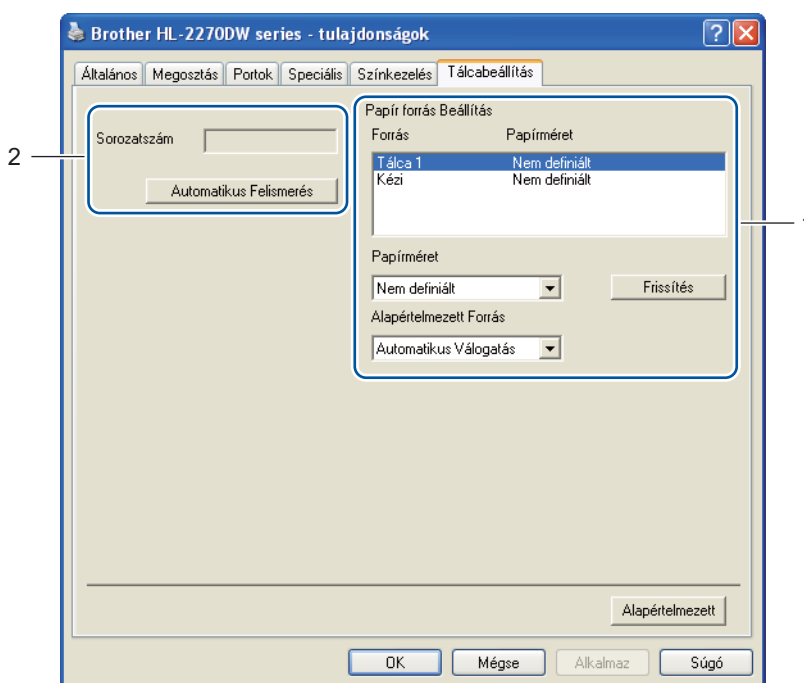 Brother HL-2270DW series - tulajdonságok
Általános Megosztás Portok Speciális Színkezelés Tálcabeállítás
2
Sorozatszám
Automatikus Felismerés
Papír forrás Beállítás
Forrás Papírméret
Tálca 1 Nem definiált
Kézi Nem definiált
Papírméret
Nem definiált Frissítés
Alapértelmezett Forrás
Automatikus Válogatás
Alapértelmezett
OK Mégse Alkalmaz Súgó